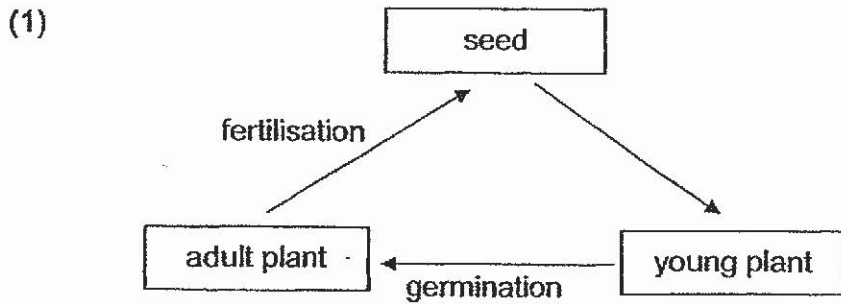 (1)
seed
fertilisation
adult plant
germination
young plant